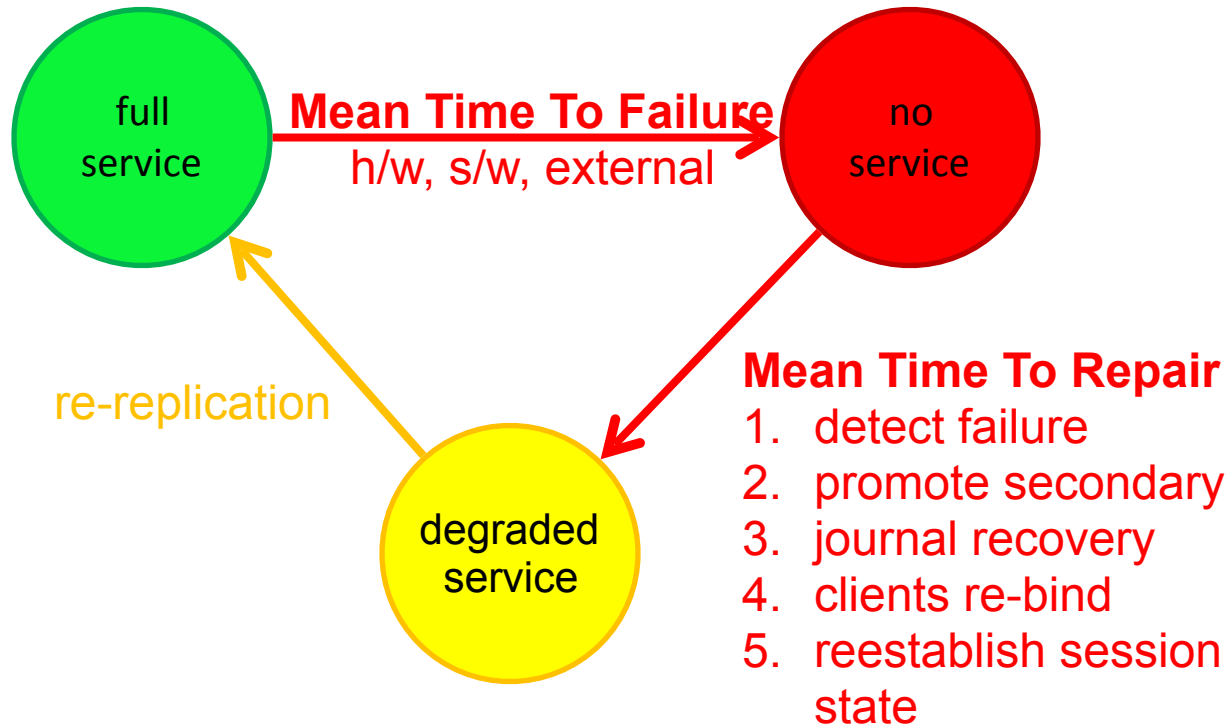 full
service
Mean Time To Failure
h/w, s/w, external
no
service
re-replication
degraded
service
Mean Time To Repair
1. detect failure
2. promote secondary
3. journal recovery
4. clients re-bind
5. reestablish session
state